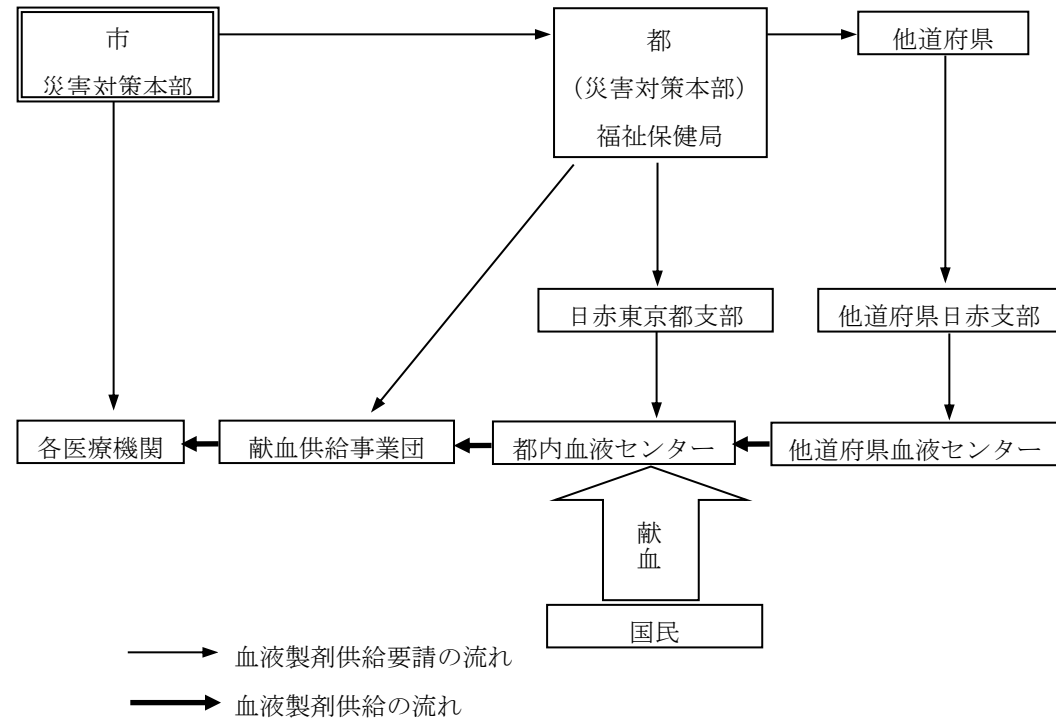 市
災害対策本部
都
(災害対策本部)
福祉保健局
他道府県
日赤東京都支部
他道府県日赤支部
各医療機関
献血供給事業団
都内血液センター
他道府県血液センター
献
血
国民
血液製剤供給要請の流れ
血液製剤供給の流れ